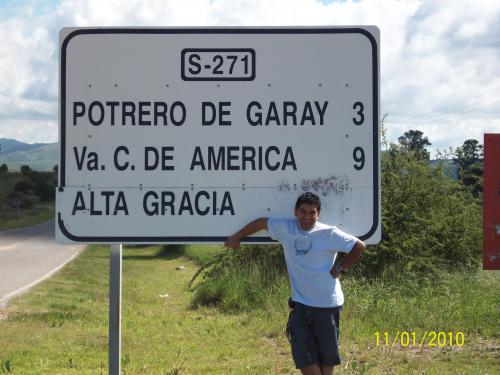 S-271
POTRERO DE GARAY 3
Va. C. DE AMERICA 9
ALTA GRACIA
11/01/2010